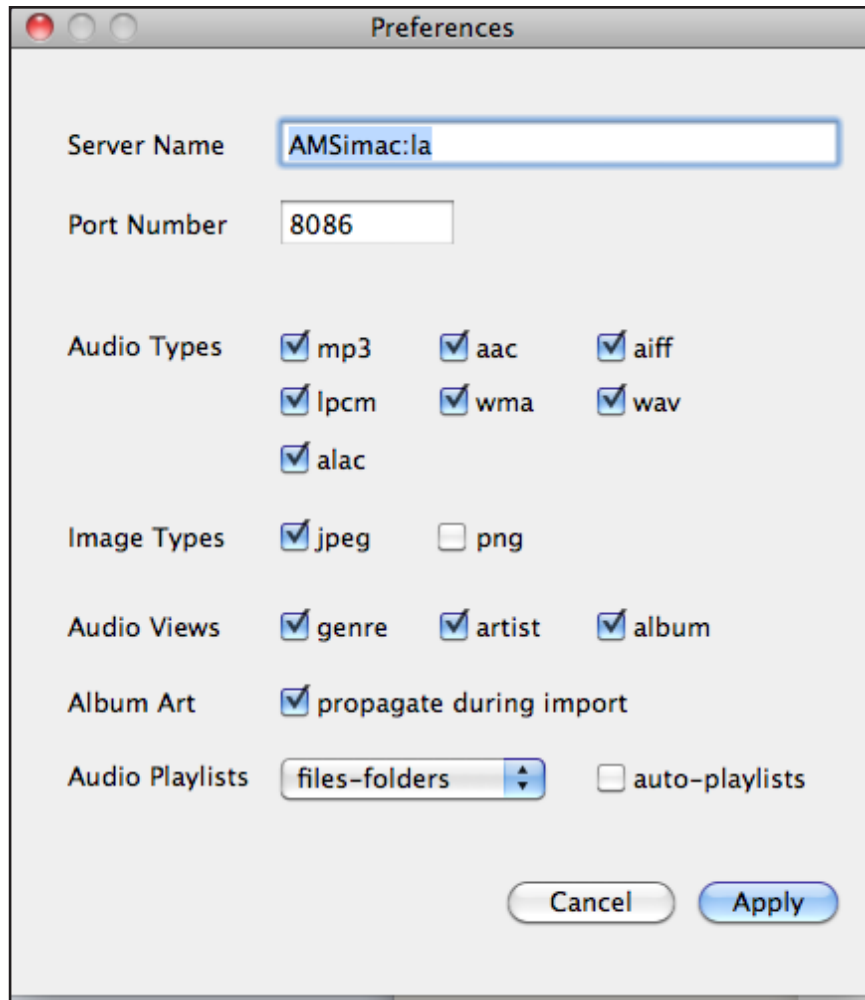 Preferences
Server Name AMSimac:la
Port Number 8086
Audio Types mp3 aac aiff
lpcm wma wav
alac
Image Types jpeg png
Audio Views genre artist album
Album Art propagate during import
Audio Playlists files-folders auto-playlists
Cancel Apply